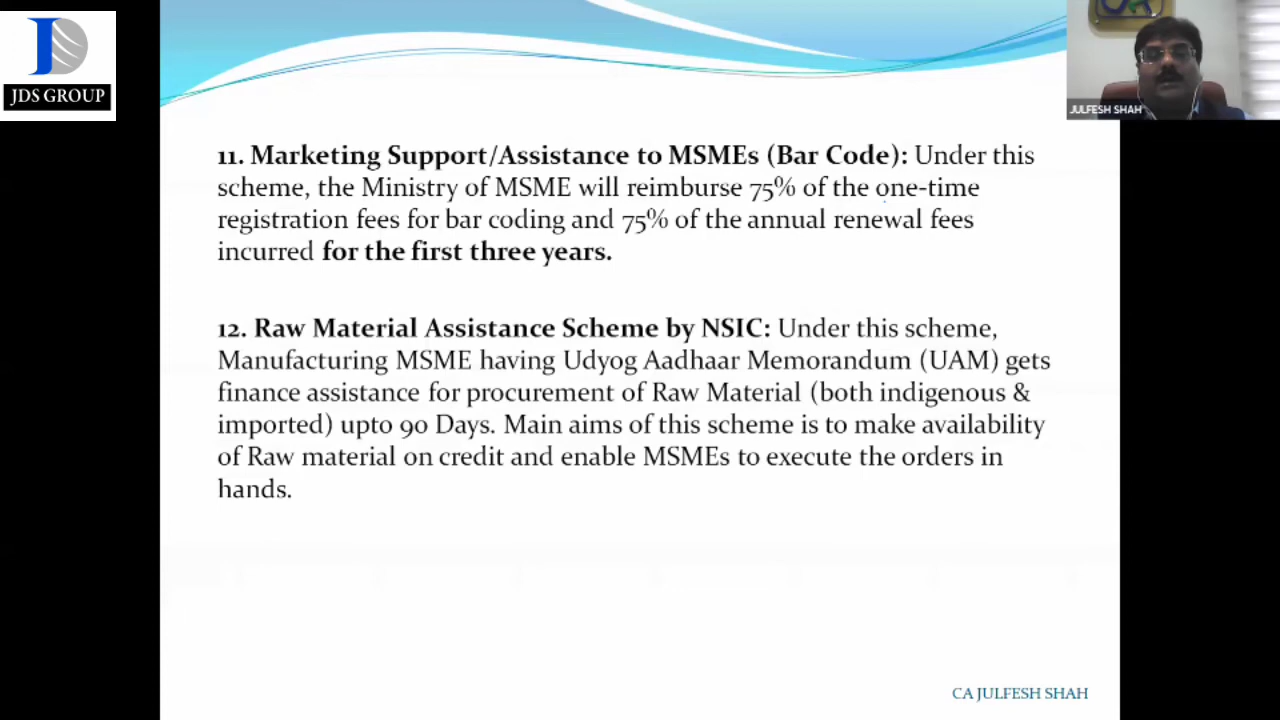 JDS GROUP
JULFESH SHAH
11. Marketing Support/Assistance to MSMEs (Bar Code): Under this
scheme, the Ministry of MSME will reimburse 75% of the one-time
registration fees for bar coding and 75% of the annual renewal fees
incurred for the first three years.
12. Raw Material Assistance Scheme by NSIC: Under this scheme,
Manufacturing MSME having Udyog Aadhaar Memorandum (UAM) gets
finance assistance for procurement of Raw Material (both indigenous &
imported) upto 90 Days. Main aims of this scheme is to make availability
of Raw material on credit and enable MSMEs to execute the orders in
hands.
CA JULFESH SHAH